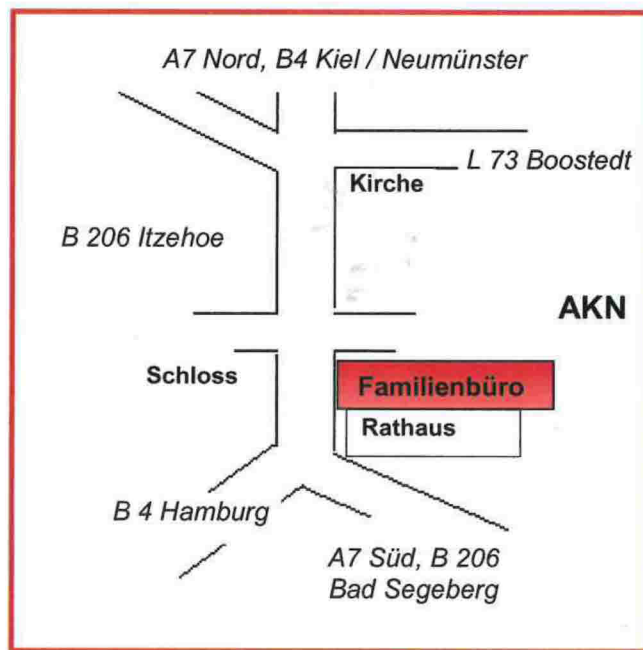 A7 Nord, B4 Kiel / Neumünster
L 73 Boostedt
Kirche
B 206 Itzehoe
AKN
Schloss
Familienbüro
Rathaus
B 4 Hamburg
A7 Süd, B 206
Bad Segeberg